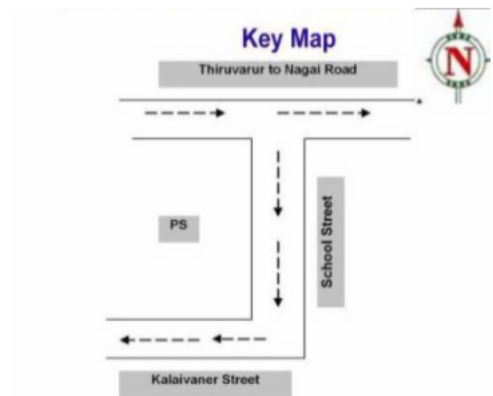 Key Map
N
Thiruvarur to Nagai Road
PS
School Street
Kalaivaner Street